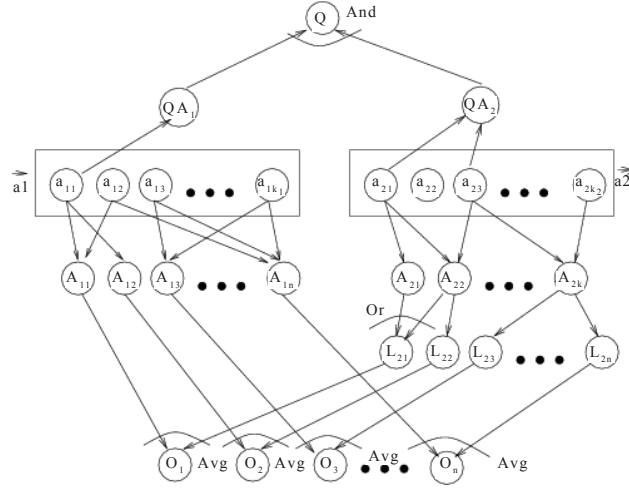 Q And
QA₁ QA₂
a1 a₁₁ a₁₂ a₁₃ a₁ₖ₁ a₂₁ a₂₂ a₂₃ a₂ₖ₂ a2
A₁₁ A₁₂ A₁₃ A₁ₙ A₂₁ A₂₂ A₂ₖ
Or
L₂₁ L₂₂ L₂₃ L₂ₙ
O₁ Avg O₂ Avg O₃ Avg Oₙ Avg